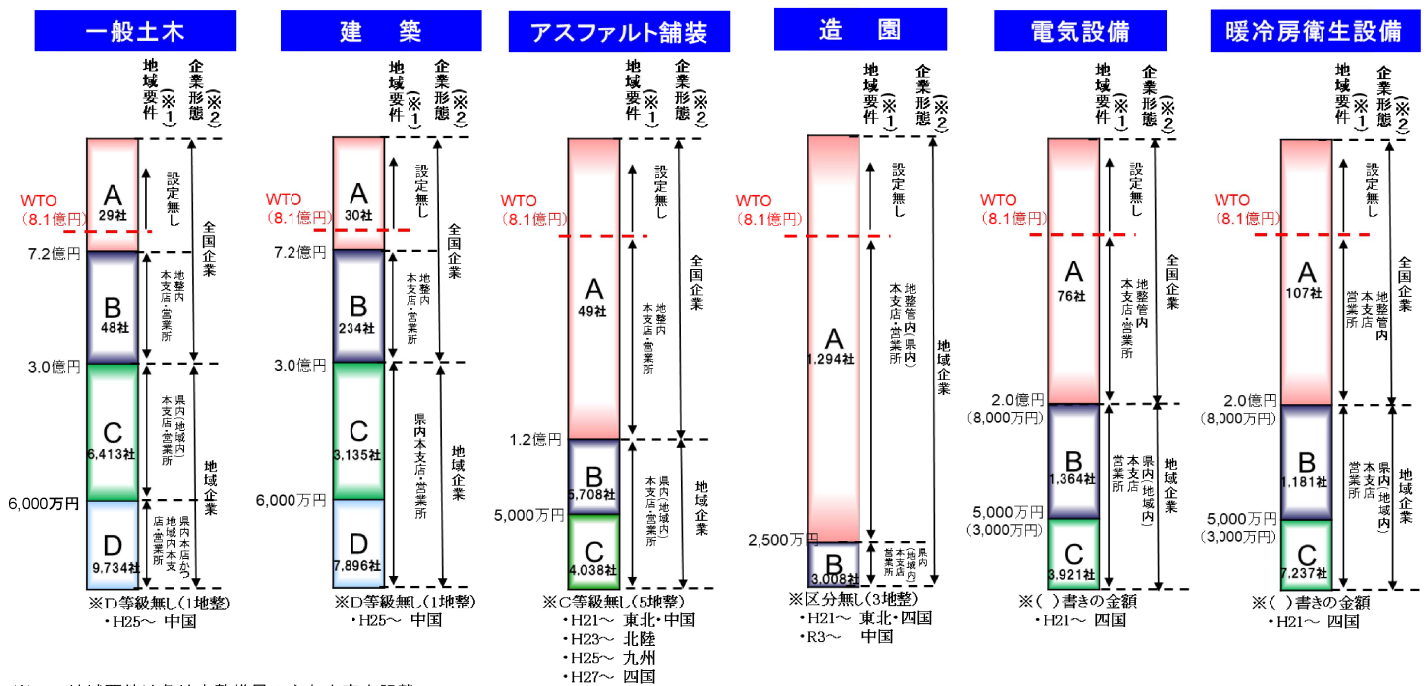 一般土木
地域要件(※1)
企業形態(※2)
A
29社
WTO
(8.1億円)
7.2億円
B
48社
3.0億円
C
6,413社
6,000万円
D
9,734社
設定無し
地整内
本支店・営業所
県内(地域内)
本支店・営業所
県内本店かつ
地域内本支
店・営業所
全国企業
地域企業
※D等級無し(1地整)
・H25～ 中国
建 築
地域要件(※1)
企業形態(※2)
A
30社
WTO
(8.1億円)
7.2億円
B
234社
3.0億円
C
3,135社
6,000万円
D
7,896社
設定無し
地整内
本支店・営業所
県内本支店・営業所
全国企業
地域企業
※D等級無し(1地整)
・H25～ 中国
アスファルト舗装
地域要件(※1)
企業形態(※2)
WTO
(8.1億円)
A
49社
1.2億円
B
5,708社
5,000万円
C
4,038社
設定無し
地整内
本支店・営業所
県内(地域内)
本支店・営業所
全国企業
地域企業
※C等級無し(5地整)
・H21～ 東北・中国
・H23～ 北陸
・H25～ 九州
・H27～ 四国
造 園
地域要件(※1)
企業形態(※2)
WTO
(8.1億円)
A
1,294社
2,500万円
B
3,008社
設定無し
地整管内(県内)
本支店・営業所
県内
(地域内)
本支店
営業所
地域企業
※区分無し(3地整)
・H21～ 東北・四国
・R3～ 中国
電気設備
地域要件(※1)
企業形態(※2)
WTO
(8.1億円)
A
76社
2.0億円
(8,000万円)
B
1,364社
5,000万円
(3,000万円)
C
3,921社
設定無し
地整管内
本支店・営業所
県内(地域内)
本支店
営業所
全国企業
地域企業
※( )書きの金額
・H21～ 四国
暖冷房衛生設備
地域要件(※1)
企業形態(※2)
WTO
(8.1億円)
A
107社
2.0億円
(8,000万円)
B
1,181社
5,000万円
(3,000万円)
C
7,237社
設定無し
地整管内
本支店
営業所
県内(地域内)
本支店
営業所
全国企業
地域企業
※( )書きの金額
・H21～ 四国